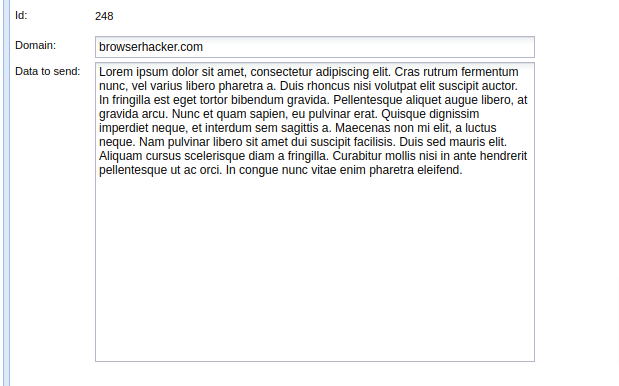 Id: 248
Domain: browserhacker.com
Data to send: Lorem ipsum dolor sit amet, consectetur adipiscing elit. Cras rutrum fermentum
nunc, vel varius libero pharetra a. Duis rhoncus nisi volutpat elit suscipit auctor.
In fringilla est eget tortor bibendum gravida. Pellentesque aliquet augue libero, at
gravida arcu. Nunc et quam sapien, eu pulvinar erat. Quisque dignissim
imperdiet neque, et interdum sem sagittis a. Maecenas non mi elit, a luctus
neque. Nam pulvinar libero sit amet dui suscipit facilisis. Duis sed mauris elit.
Aliquam cursus scelerisque diam a fringilla. Curabitur mollis nisi in ante hendrerit
pellentesque ut ac orci. In congue nunc vitae enim pharetra eleifend.